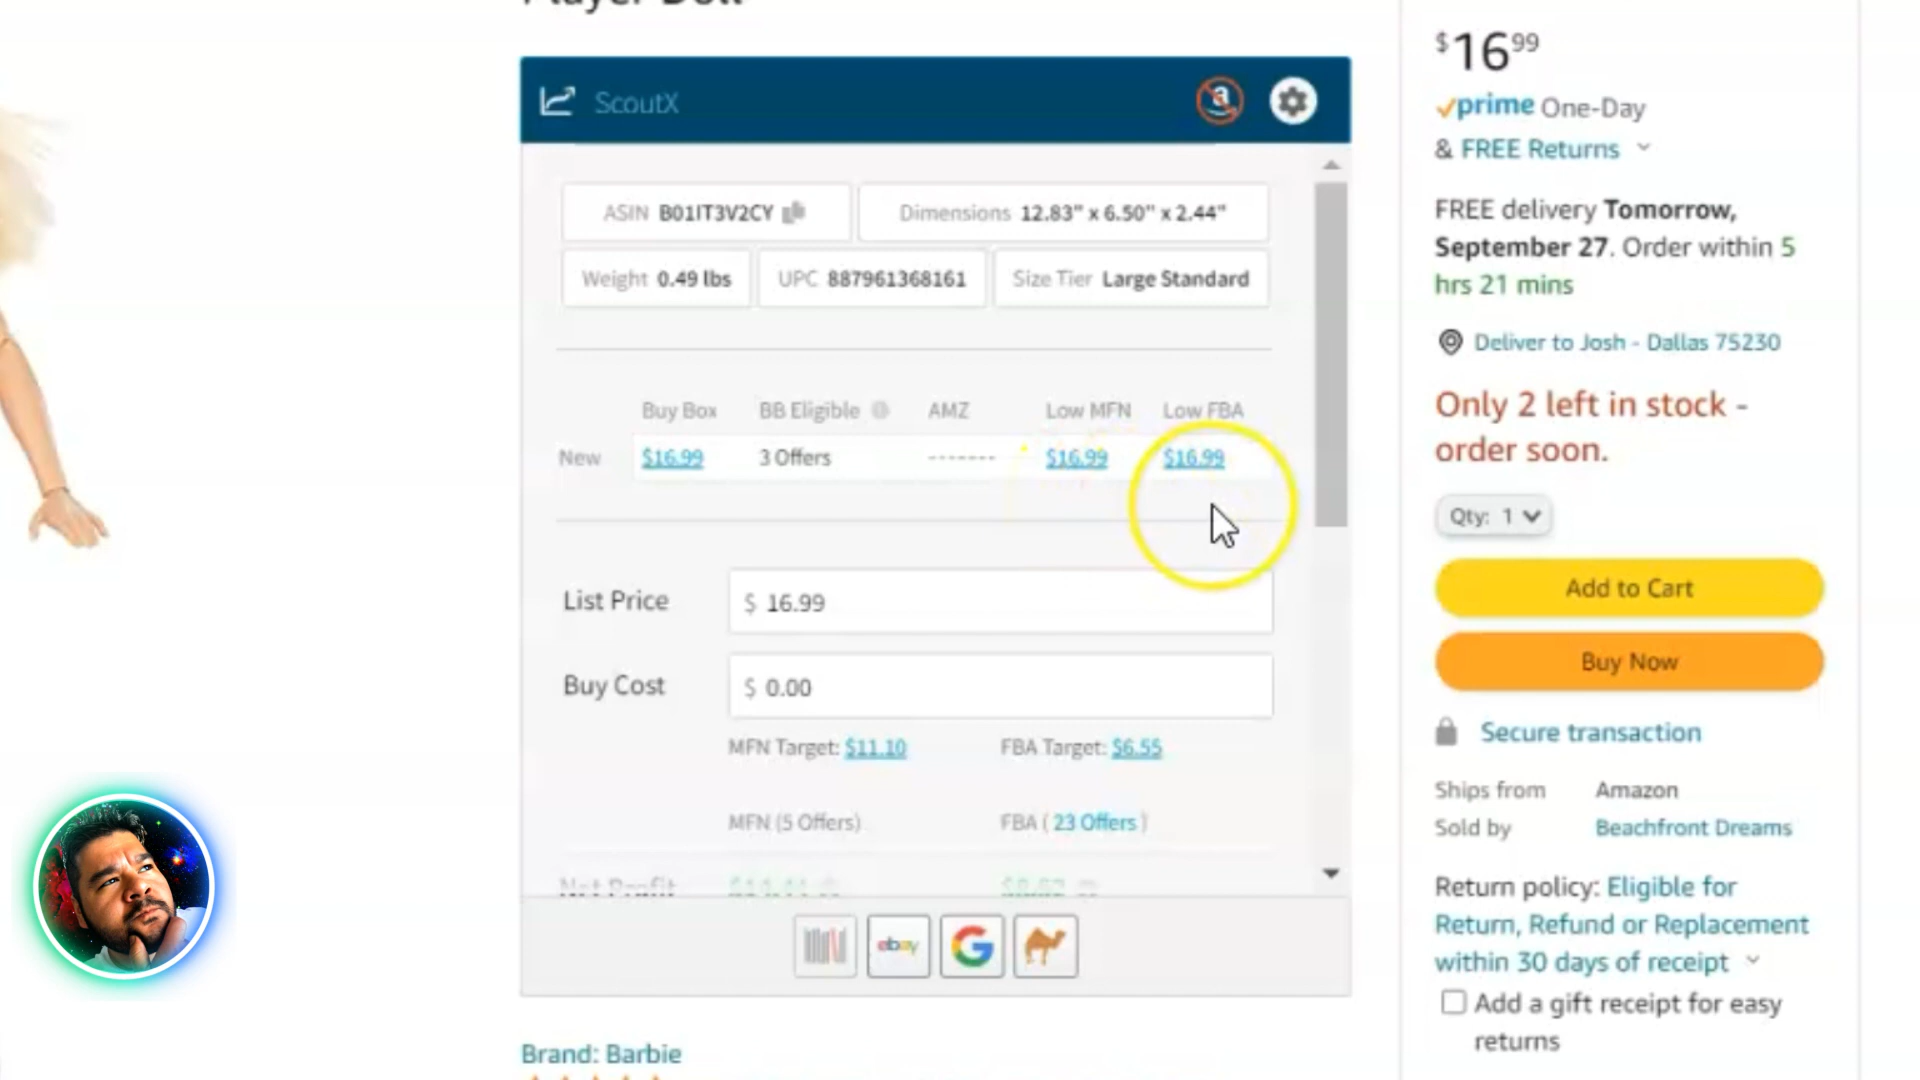 Player Doll
ScoutX
ASIN B01IT3V2CY
Dimensions 12.83" x 6.50" x 2.44"
Weight 0.49 lbs
UPC 887961368161
Size Tier Large Standard
Buy Box BB Eligible AMZ Low MFN Low FBA
New $16.99 3 Offers ------- $16.99 $16.99
List Price $ 16.99
Buy Cost $ 0.00
MFN Target: $11.10 FBA Target: $6.55
MFN (5 Offers) FBA ( 23 Offers )
Net Profit
ebay
Brand: Barbie
$16.99
prime One-Day
& FREE Returns
FREE delivery Tomorrow,
September 27. Order within 5
hrs 21 mins
Deliver to Josh - Dallas 75230
Only 2 left in stock -
order soon.
Qty: 1
Add to Cart
Buy Now
Secure transaction
Ships from Amazon
Sold by Beachfront Dreams
Return policy: Eligible for
Return, Refund or Replacement
within 30 days of receipt
Add a gift receipt for easy
returns